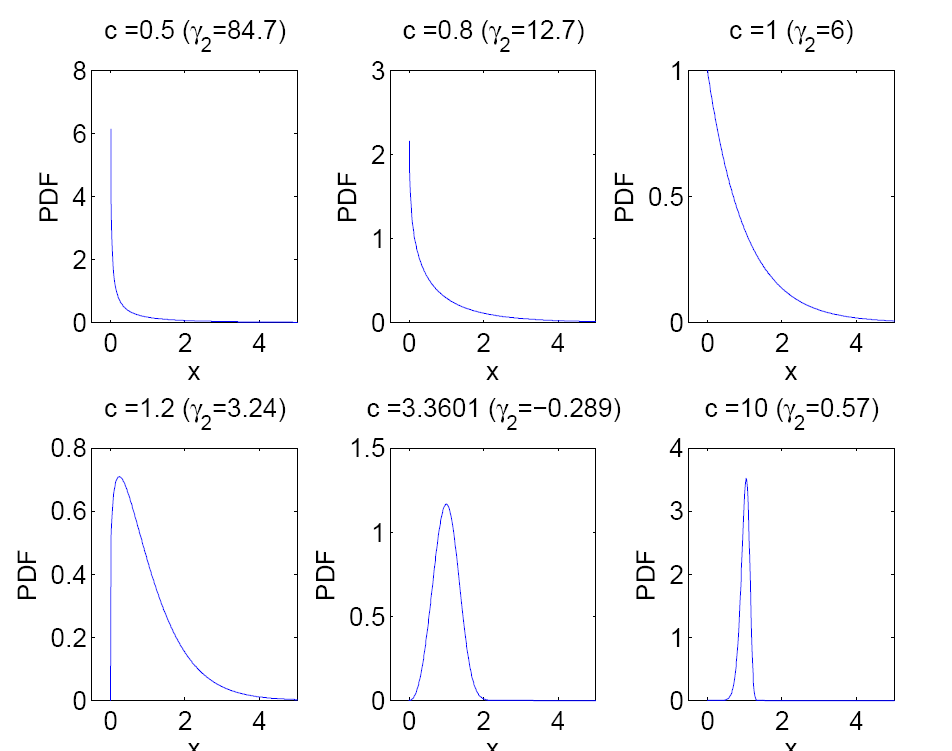 c =0.5 (γ2=84.7)
8
6
4
2
0
PDF
0 2 4
x
c =0.8 (γ2=12.7)
3
2
1
0
PDF
0 2 4
x
c =1 (γ2=6)
1
0.5
0
PDF
0 2 4
x
c =1.2 (γ2=3.24)
0.8
0.6
0.4
0.2
0
PDF
0 2 4
x
c =3.3601 (γ2=−0.289)
1.5
1
0.5
0
PDF
0 2 4
x
c =10 (γ2=0.57)
4
3
2
1
0
PDF
0 2 4
x